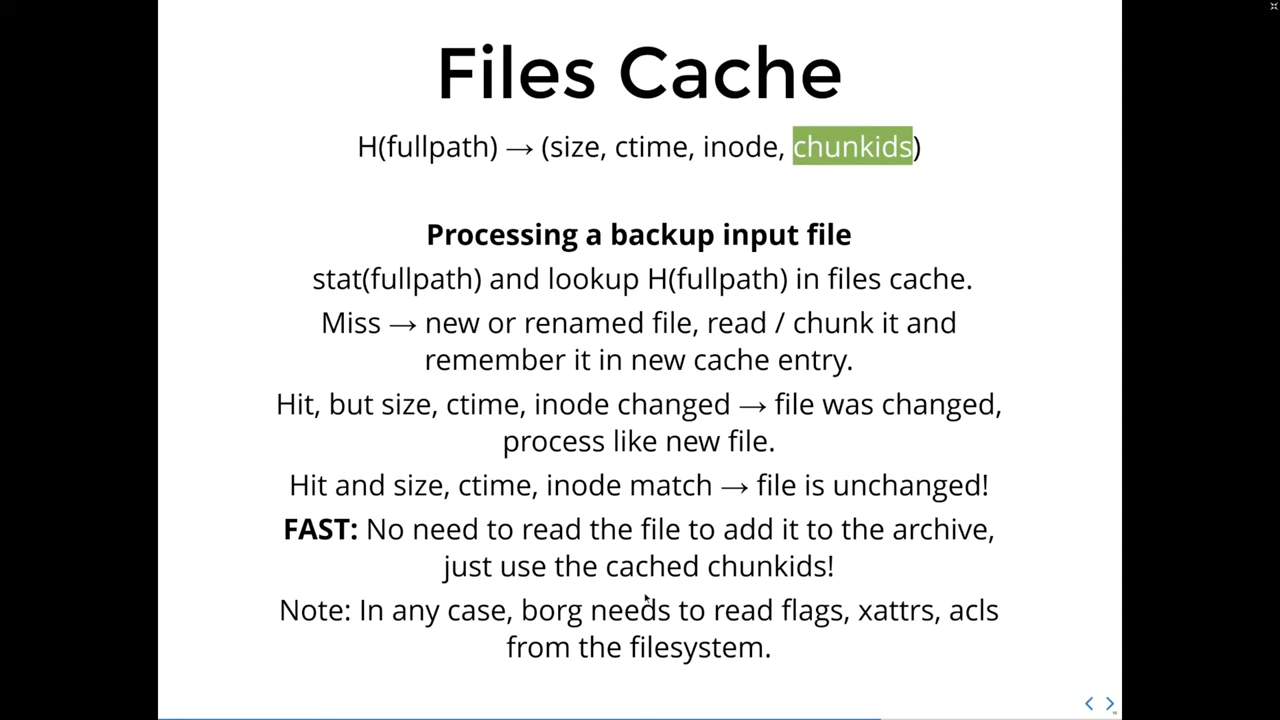 Files Cache
H(fullpath) → (size, ctime, inode, chunkids)
Processing a backup input file
stat(fullpath) and lookup H(fullpath) in files cache.
Miss → new or renamed file, read / chunk it and
remember it in new cache entry.
Hit, but size, ctime, inode changed → file was changed,
process like new file.
Hit and size, ctime, inode match → file is unchanged!
FAST: No need to read the file to add it to the archive,
just use the cached chunkids!
Note: In any case, borg needs to read flags, xattrs, acls
from the filesystem.